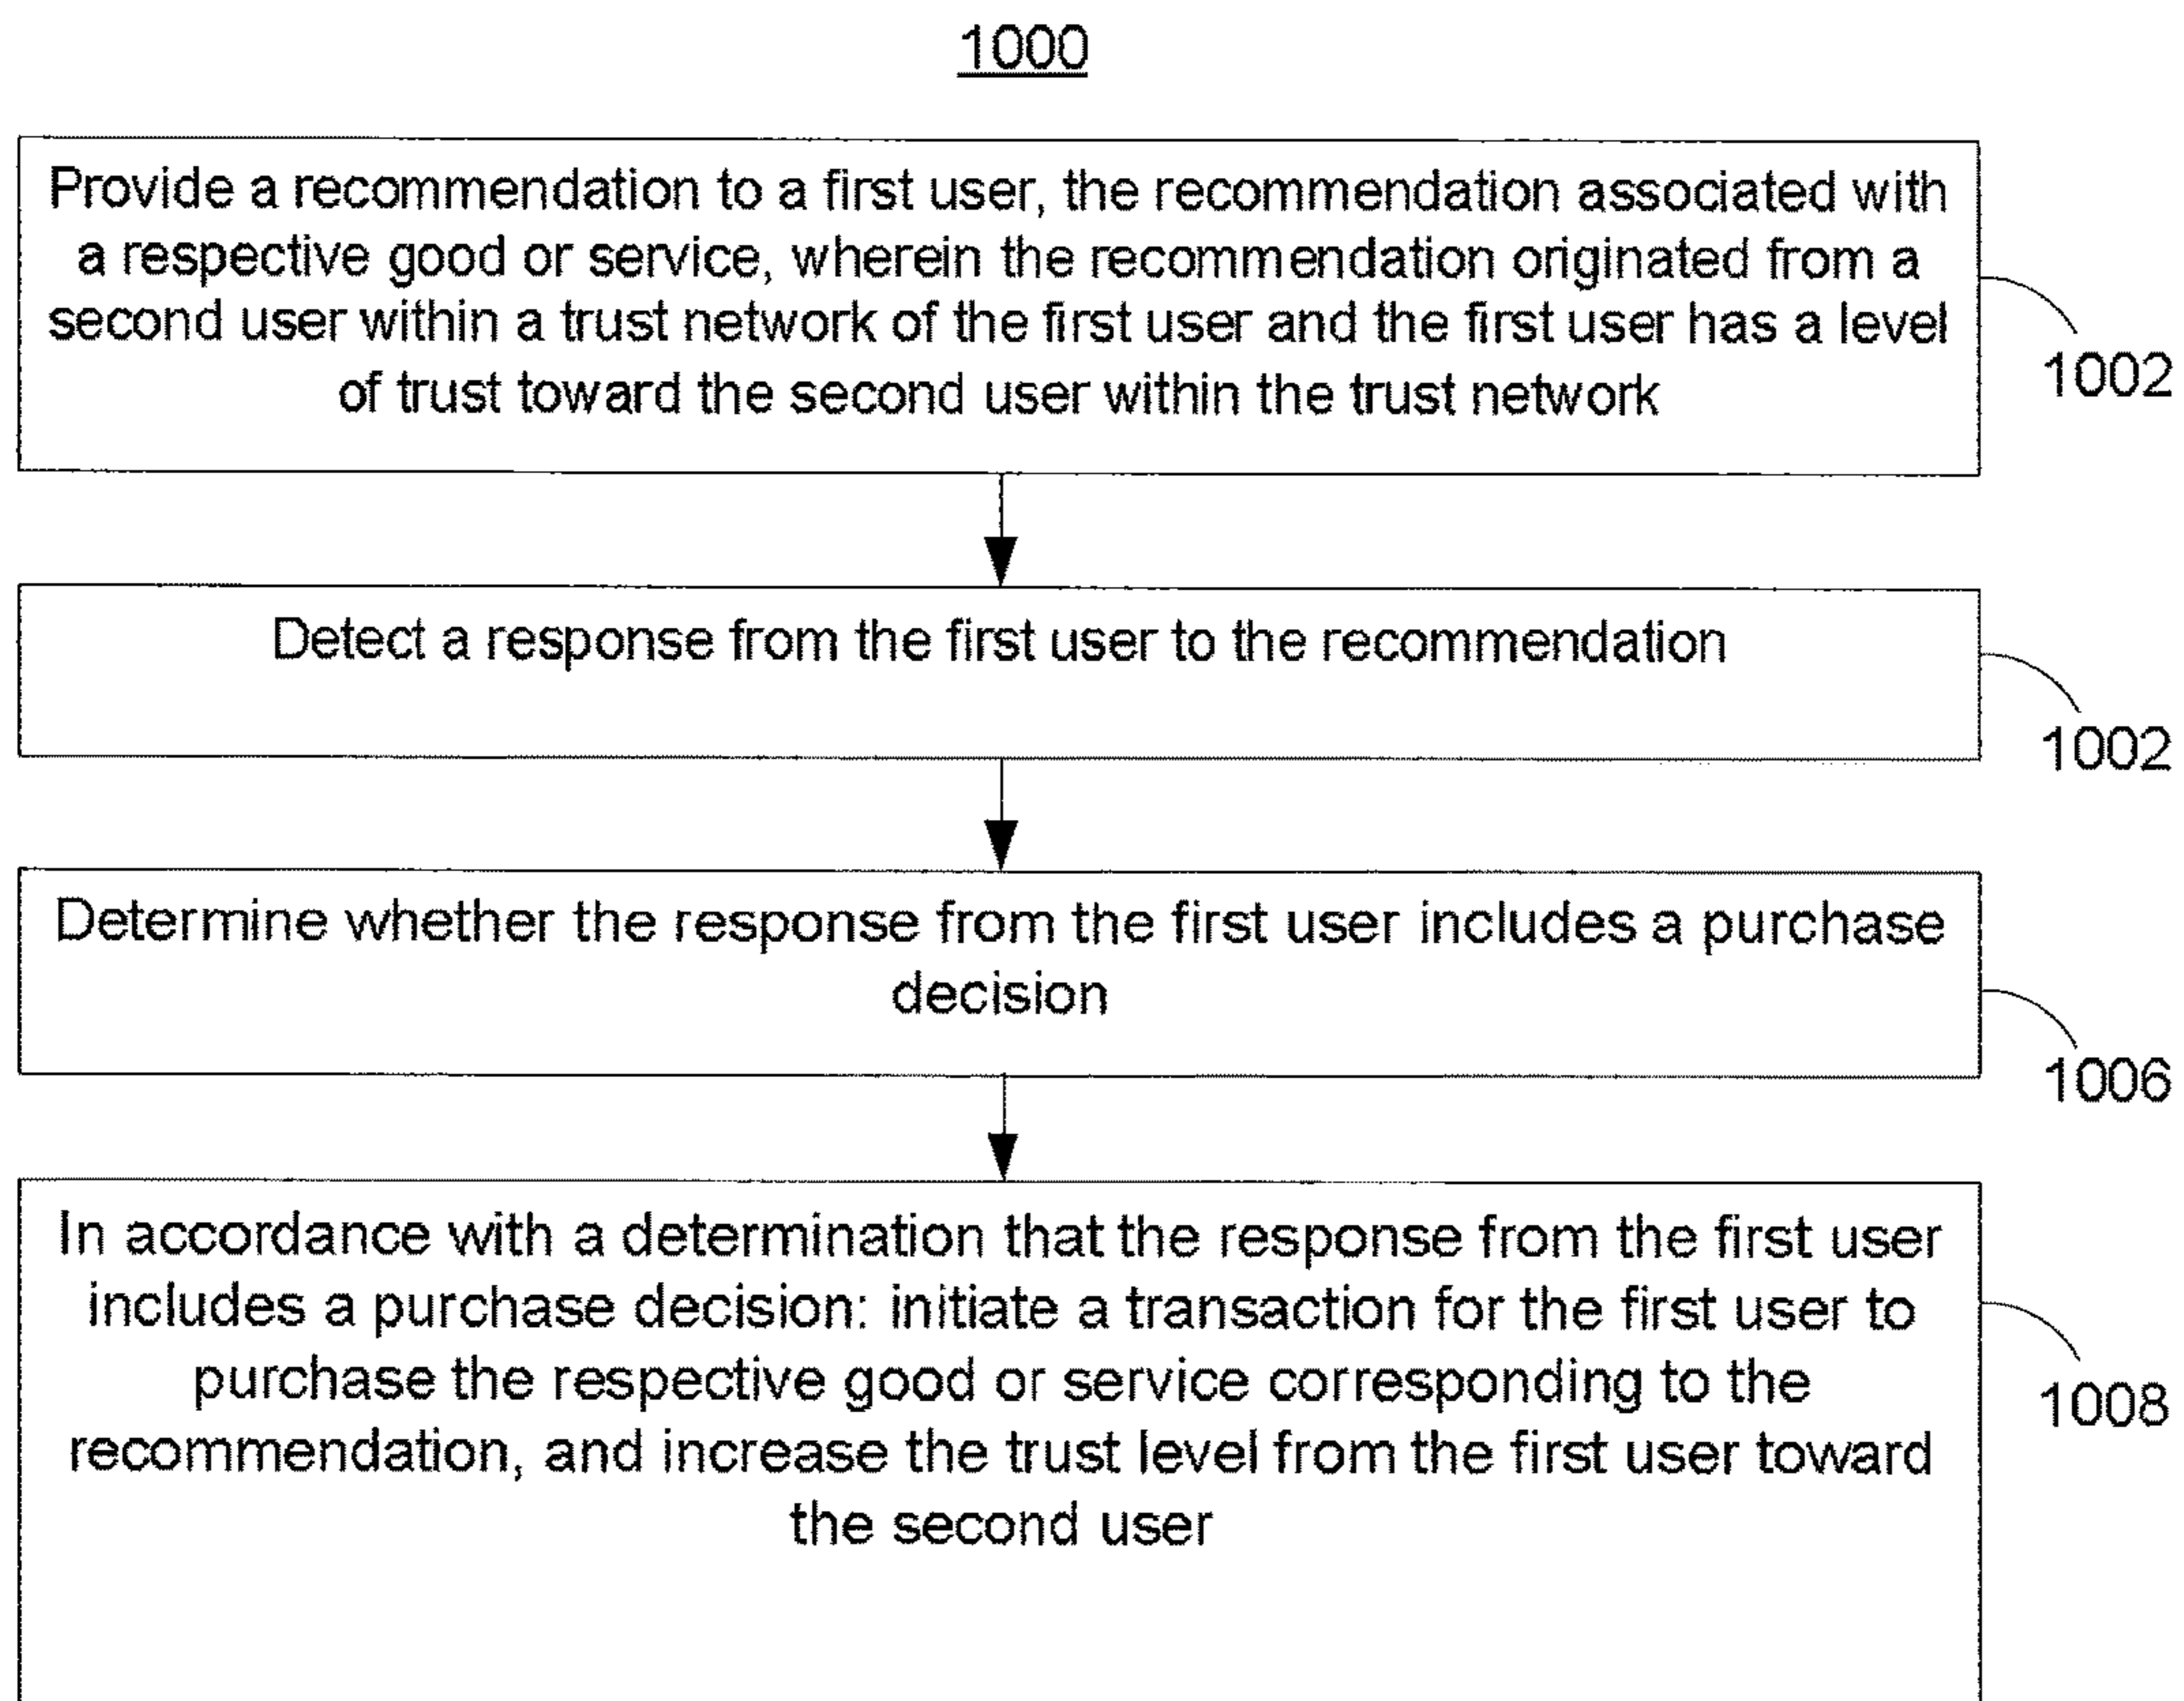 1000
Provide a recommendation to a first user, the recommendation associated with
a respective good or service, wherein the recommendation originated from a
second user within a trust network of the first user and the first user has a level
of trust toward the second user within the trust network
1002
Detect a response from the first user to the recommendation
1002
Determine whether the response from the first user includes a purchase
decision
1006
In accordance with a determination that the response from the first user
includes a purchase decision: initiate a transaction for the first user to
purchase the respective good or service corresponding to the
recommendation, and increase the trust level from the first user toward
the second user
1008